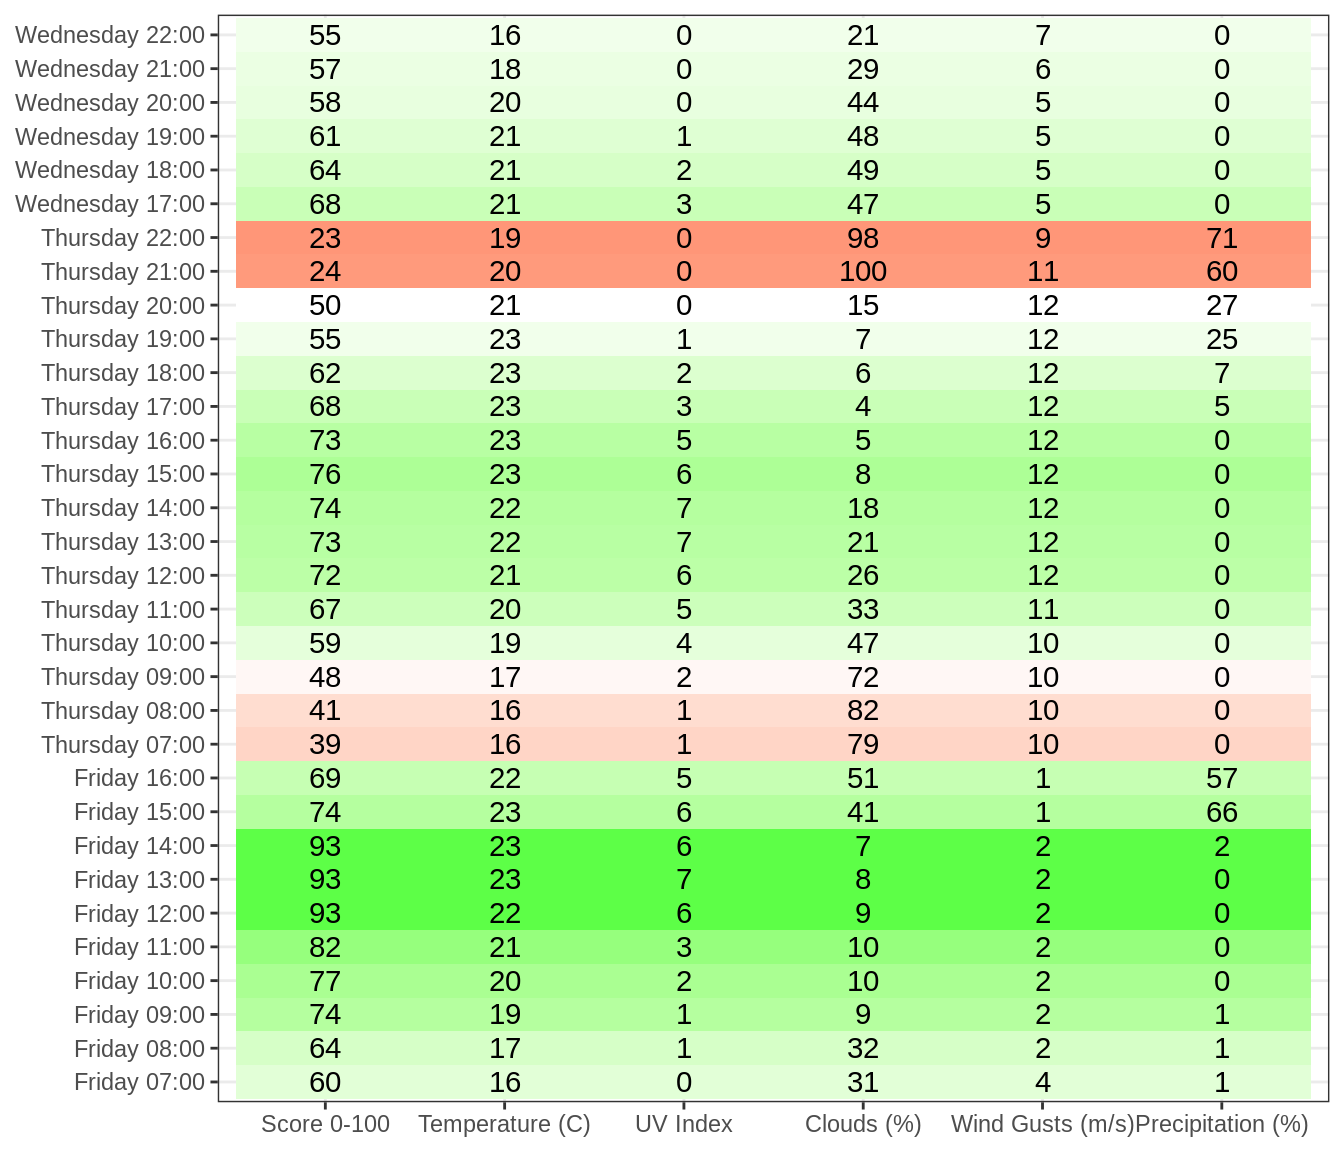 Wednesday 22:00 55 16 0 21 7 0
Wednesday 21:00 57 18 0 29 6 0
Wednesday 20:00 58 20 0 44 5 0
Wednesday 19:00 61 21 1 48 5 0
Wednesday 18:00 64 21 2 49 5 0
Wednesday 17:00 68 21 3 47 5 0
Thursday 22:00 23 19 0 98 9 71
Thursday 21:00 24 20 0 100 11 60
Thursday 20:00 50 21 0 15 12 27
Thursday 19:00 55 23 1 7 12 25
Thursday 18:00 62 23 2 6 12 7
Thursday 17:00 68 23 3 4 12 5
Thursday 16:00 73 23 5 5 12 0
Thursday 15:00 76 23 6 8 12 0
Thursday 14:00 74 22 7 18 12 0
Thursday 13:00 73 22 7 21 12 0
Thursday 12:00 72 21 6 26 12 0
Thursday 11:00 67 20 5 33 11 0
Thursday 10:00 59 19 4 47 10 0
Thursday 09:00 48 17 2 72 10 0
Thursday 08:00 41 16 1 82 10 0
Thursday 07:00 39 16 1 79 10 0
Friday 16:00 69 22 5 51 1 57
Friday 15:00 74 23 6 41 1 66
Friday 14:00 93 23 6 7 2 2
Friday 13:00 93 23 7 8 2 0
Friday 12:00 93 22 6 9 2 0
Friday 11:00 82 21 3 10 2 0
Friday 10:00 77 20 2 10 2 0
Friday 09:00 74 19 1 9 2 1
Friday 08:00 64 17 1 32 2 1
Friday 07:00 60 16 0 31 4 1
Score 0-100 Temperature (C) UV Index Clouds (%) Wind Gusts (m/s) Precipitation (%)